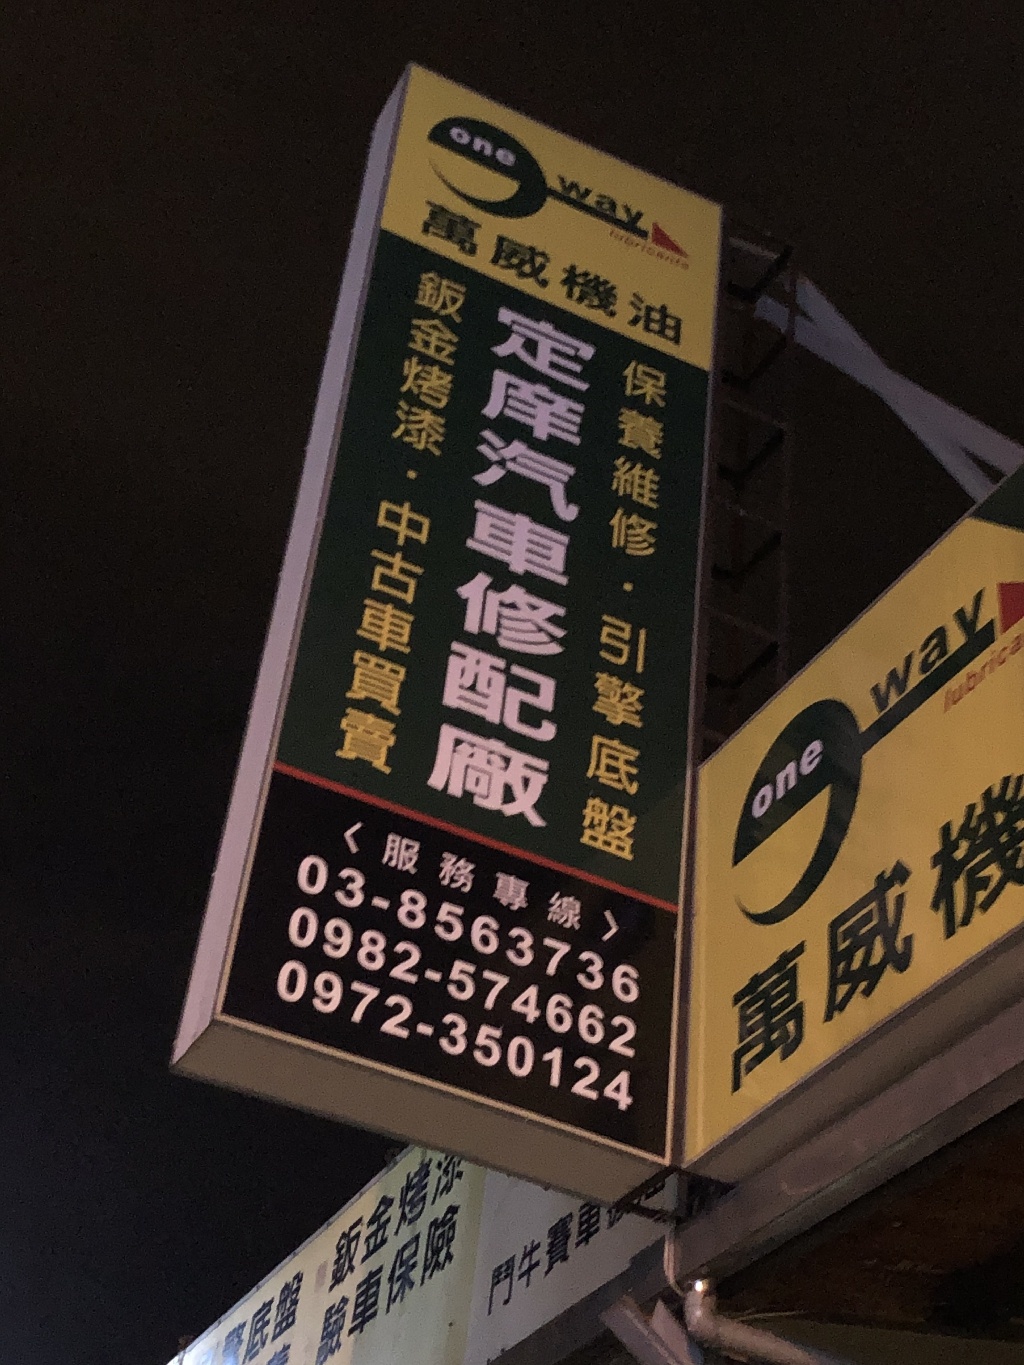 one way
lubricants
萬威機油
保養維修·引擎底盤
定摩汽車修配廠
鈑金烤漆·中古車買賣
〈服務專線〉
03-8563736
0982-574662
0972-350124
one way
萬威機
鈑金烤漆
驗車保險
底盤
鬥牛賽車